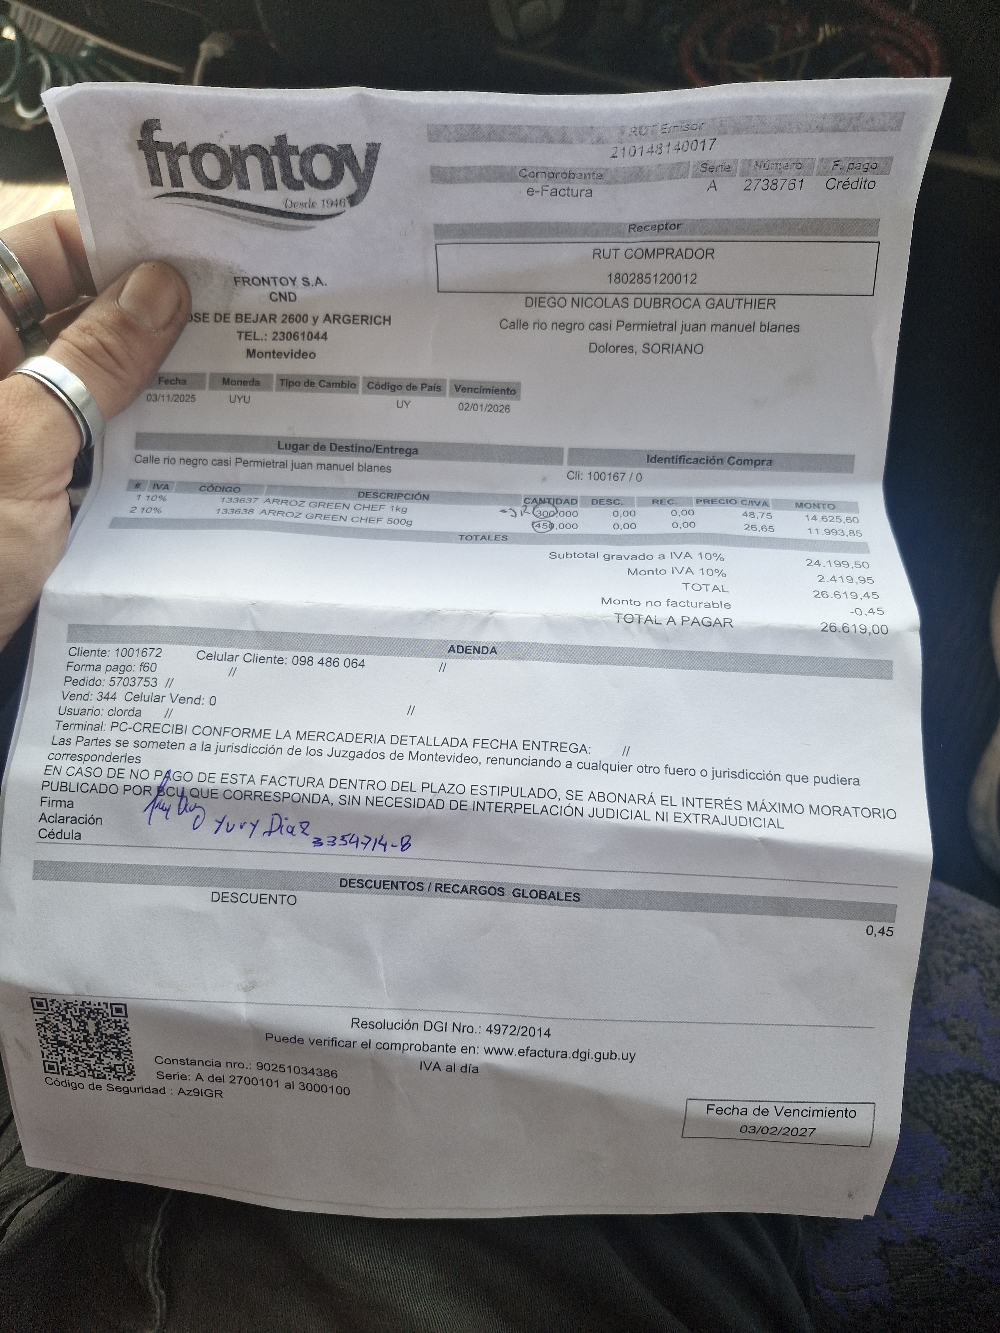 frontoy
Desde 1946
RUT Emisor
210148140017
Comprobante Serie Número F. pago
e-Factura A 2738761 Crédito
Receptor
RUT COMPRADOR
180285120012
DIEGO NICOLAS DUBROCA GAUTHIER
Calle rio negro casi Permietral juan manuel blanes
Dolores, SORIANO
FRONTOY S.A.
CND
OSE DE BEJAR 2600 y ARGERICH
TEL.: 23061044
Montevideo
Fecha Moneda Tipo de Cambio Código de País Vencimiento
03/11/2025 UYU UY 02/01/2026
Lugar de Destino/Entrega Identificación Compra
Calle rio negro casi Permietral juan manuel blanes Cli: 100167 / 0
# IVA CÓDIGO DESCRIPCIÓN CANTIDAD DESC. REC. PRECIO C/IVA MONTO
1 10% 133637 ARROZ GREEN CHEF 1kg 300,000 0,00 0,00 48,75 14.625,60
2 10% 133638 ARROZ GREEN CHEF 500g 450,000 0,00 0,00 26,65 11.993,85
TOTALES
Subtotal gravado a IVA 10% 24.199,50
Monto IVA 10% 2.419,95
TOTAL 26.619,45
Monto no facturable -0,45
TOTAL A PAGAR 26.619,00
ADENDA
Cliente: 1001672 Celular Cliente: 098 486 064 //
Forma pago: f60 //
Pedido: 5703753 //
Vend: 344 Celular Vend: 0 //
Usuario: clorda //
Terminal: PC-CRECIBI CONFORME LA MERCADERIA DETALLADA FECHA ENTREGA: //
Las Partes se someten a la jurisdicción de los Juzgados de Montevideo, renunciando a cualquier otro fuero o jurisdicción que pudiera
corresponderles
EN CASO DE NO PAGO DE ESTA FACTURA DENTRO DEL PLAZO ESTIPULADO, SE ABONARÁ EL INTERÉS MÁXIMO MORATORIO
PUBLICADO POR BCU QUE CORRESPONDA, SIN NECESIDAD DE INTERPELACIÓN JUDICIAL NI EXTRAJUDICIAL
Firma
Aclaración Yury Diaz
Cédula 3354714-8
DESCUENTOS / RECARGOS GLOBALES
DESCUENTO 0,45
Resolución DGI Nro.: 4972/2014
Puede verificar el comprobante en: www.efactura.dgi.gub.uy
IVA al día
Constancia nro.: 90251034386
Serie: A del 2700101 al 3000100
Código de Seguridad : Az9IGR
Fecha de Vencimiento
03/02/2027